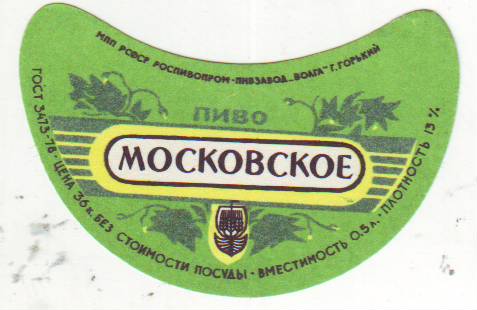 МПП РСФСР РОСПИВОПРОМ·ПИВЗАВОД „ВОЛГА" Г. ГОРЬКИЙ
ПИВО
МОСКОВСКОЕ
ГОСТ 3473-78·ЦЕНА 36 к. БЕЗ СТОИМОСТИ ПОСУДЫ·ВМЕСТИМОСТЬ 0.5 л.·ПЛОТНОСТЬ 13 %